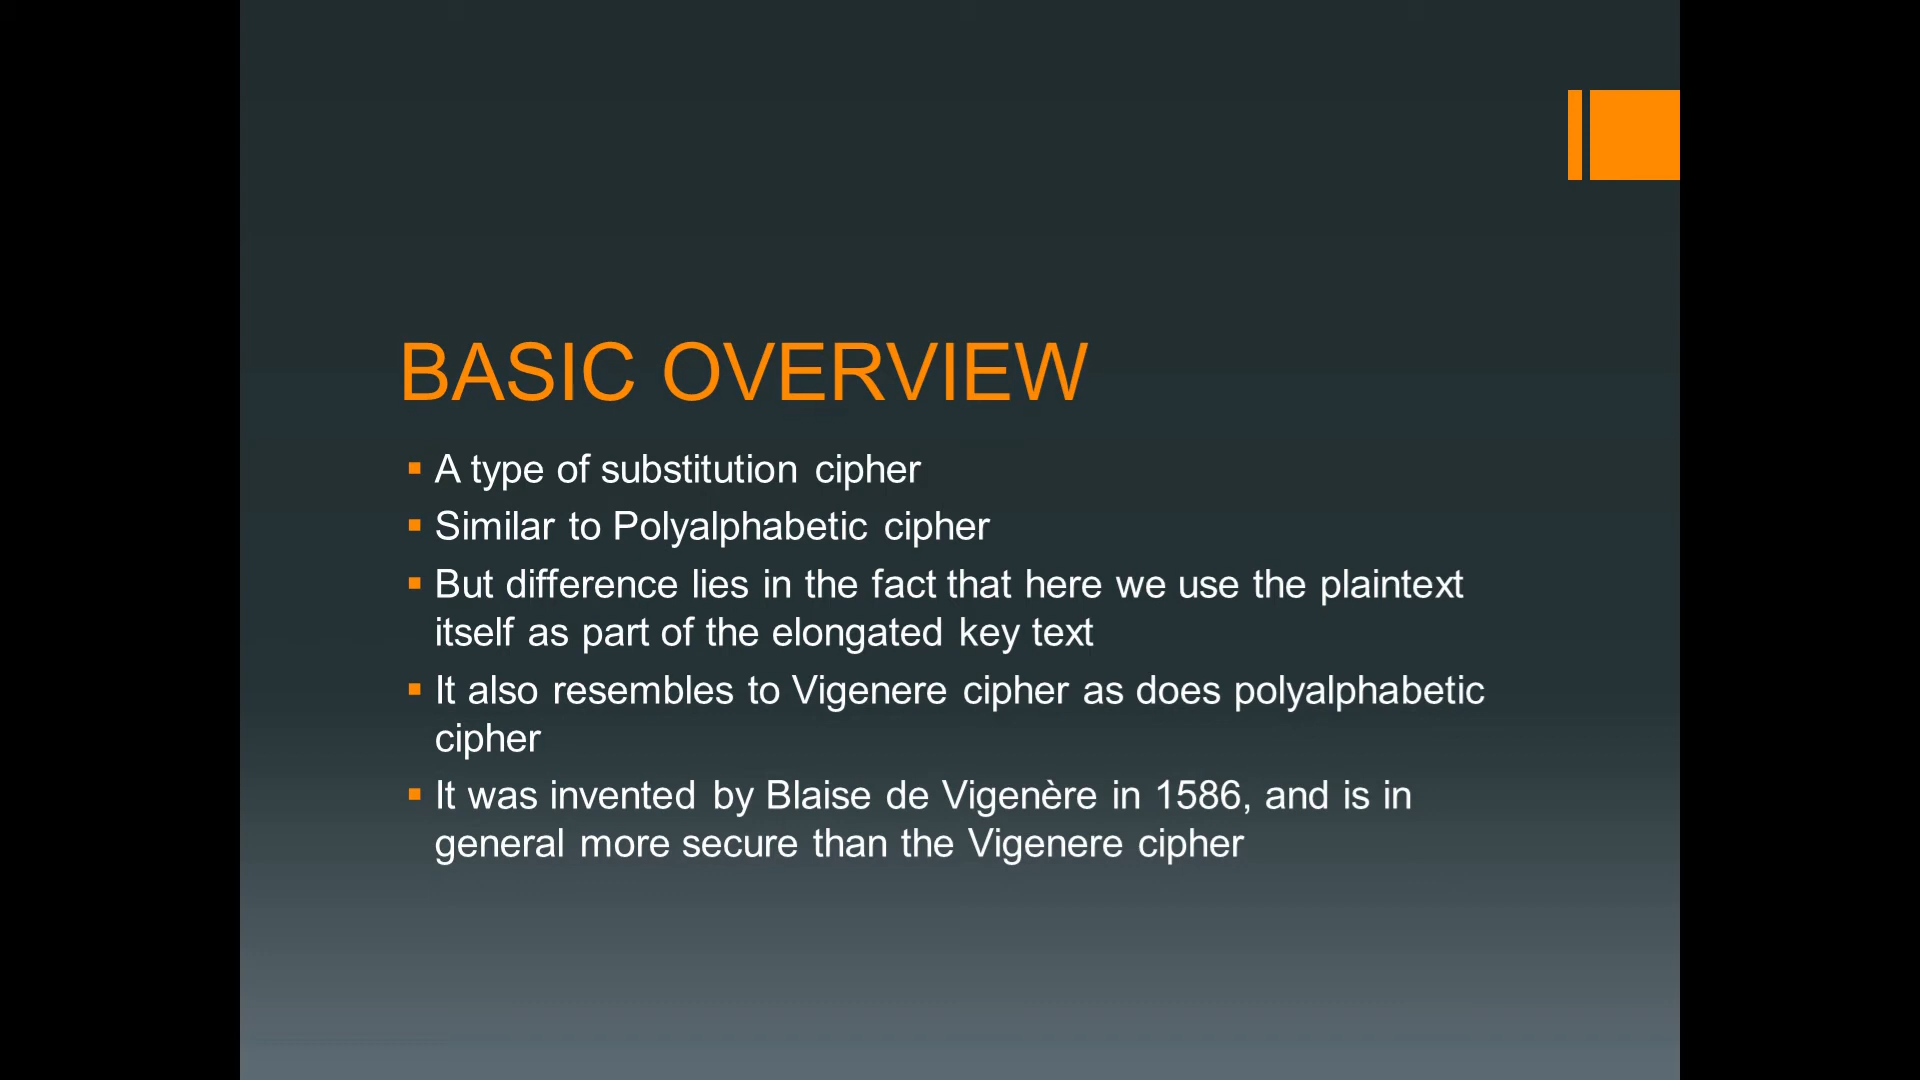 BASIC OVERVIEW
A type of substitution cipher
Similar to Polyalphabetic cipher
But difference lies in the fact that here we use the plaintext
itself as part of the elongated key text
It also resembles to Vigenere cipher as does polyalphabetic
cipher
It was invented by Blaise de Vigenère in 1586, and is in
general more secure than the Vigenere cipher